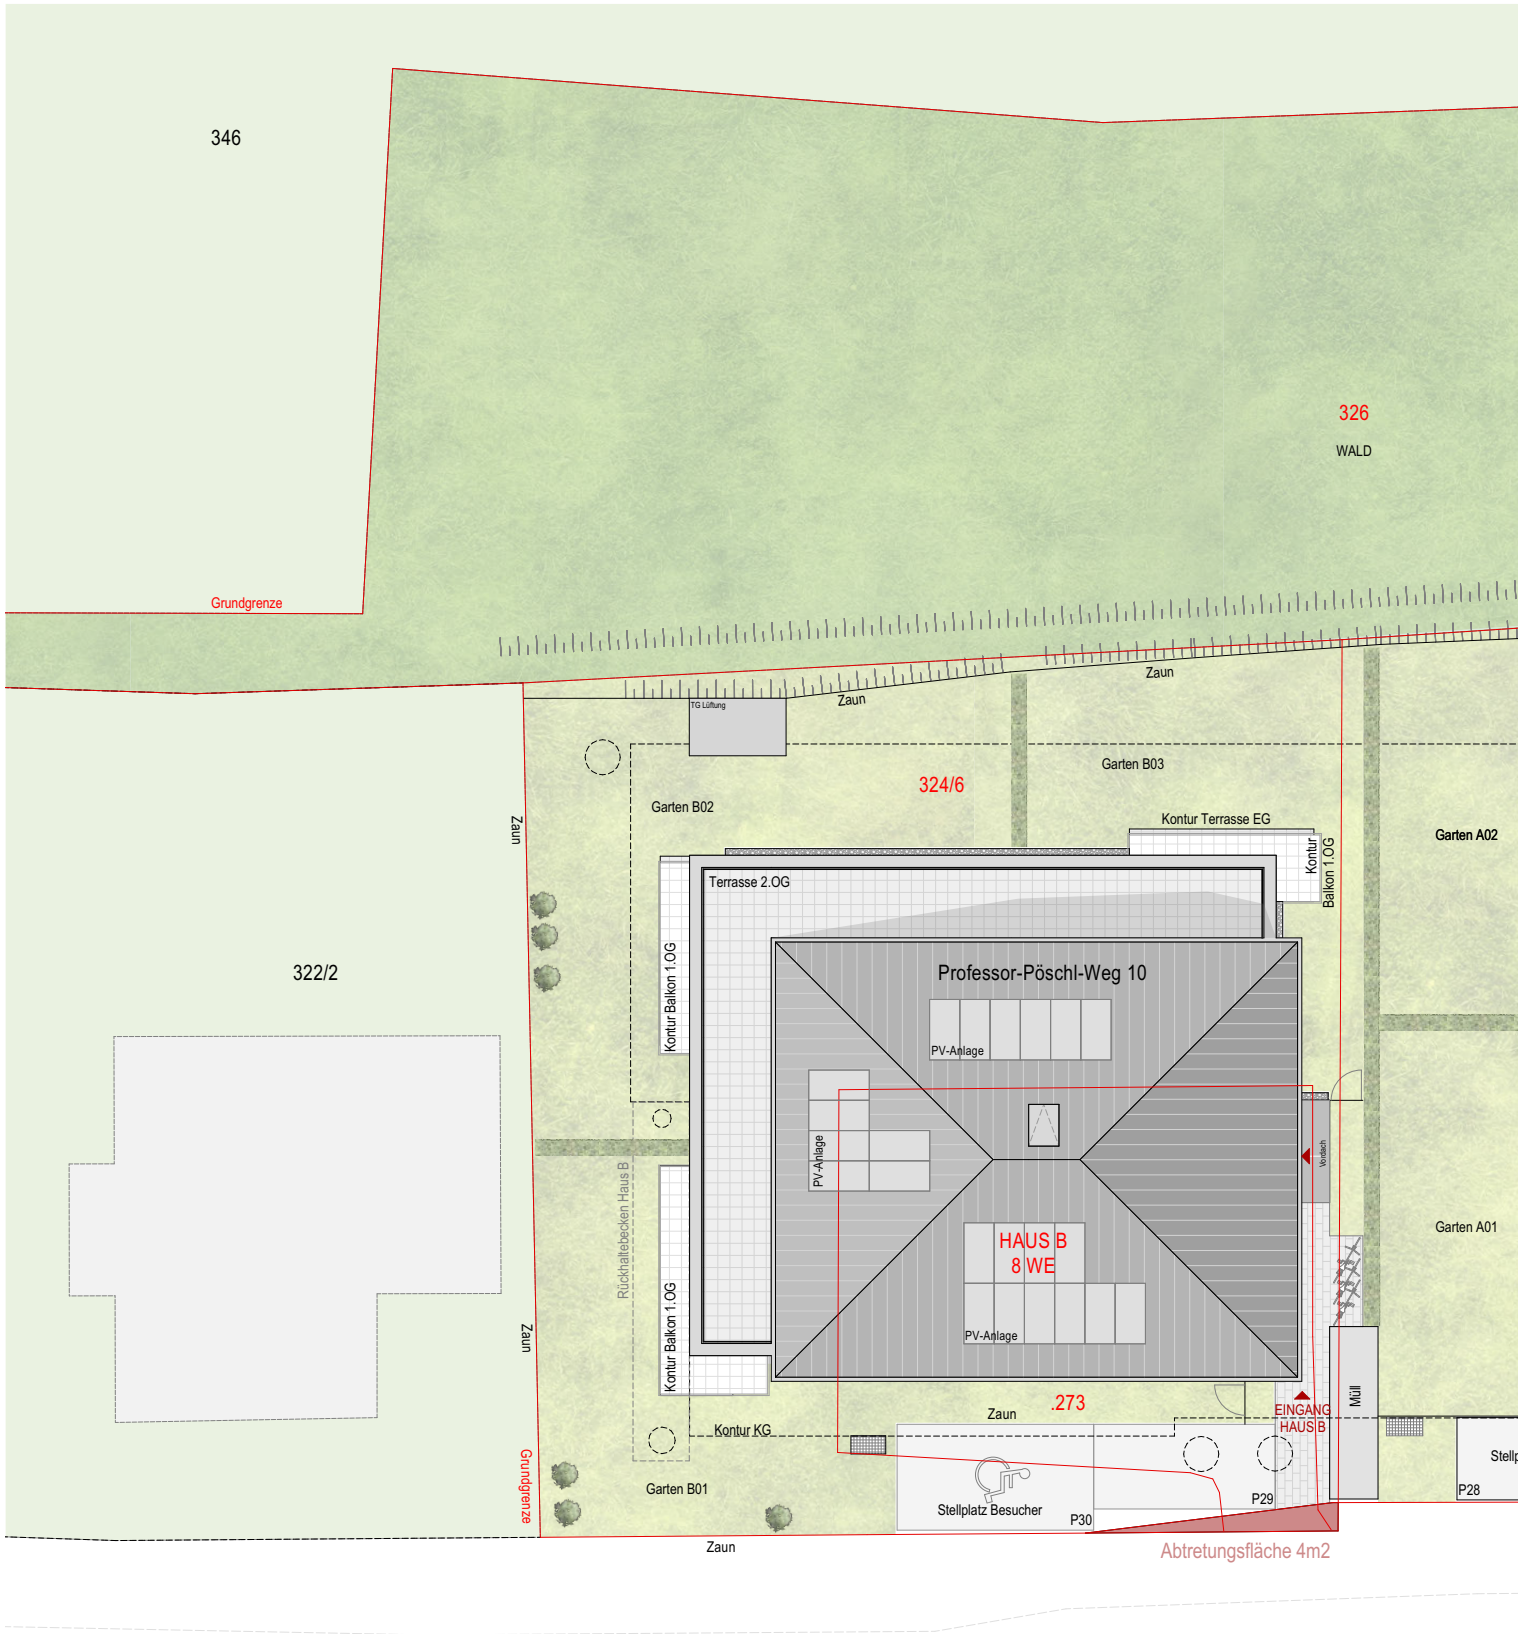 346
326
WALD
Grundgrenze
Zaun
Zaun
TG Lüftung
Garten B03
324/6
Garten B02
Zaun
Kontur Terrasse EG
Kontur
Balkon 1.OG
Garten A02
Terrasse 2.OG
Kontur Balkon 1.OG
322/2
Professor-Pöschl-Weg 10
PV-Anlage
PV-Anlage
Vordach
Rückhaltebecken Haus B
Garten A01
HAUS B
8 WE
PV-Anlage
Kontur Balkon 1.OG
Zaun
.273
Zaun
EINGANG
HAUS B
Müll
Kontur KG
Grundgrenze
Garten B01
Stellplatz Besucher
P30
P29
P28
Stellp
Zaun
Abtretungsfläche 4m2